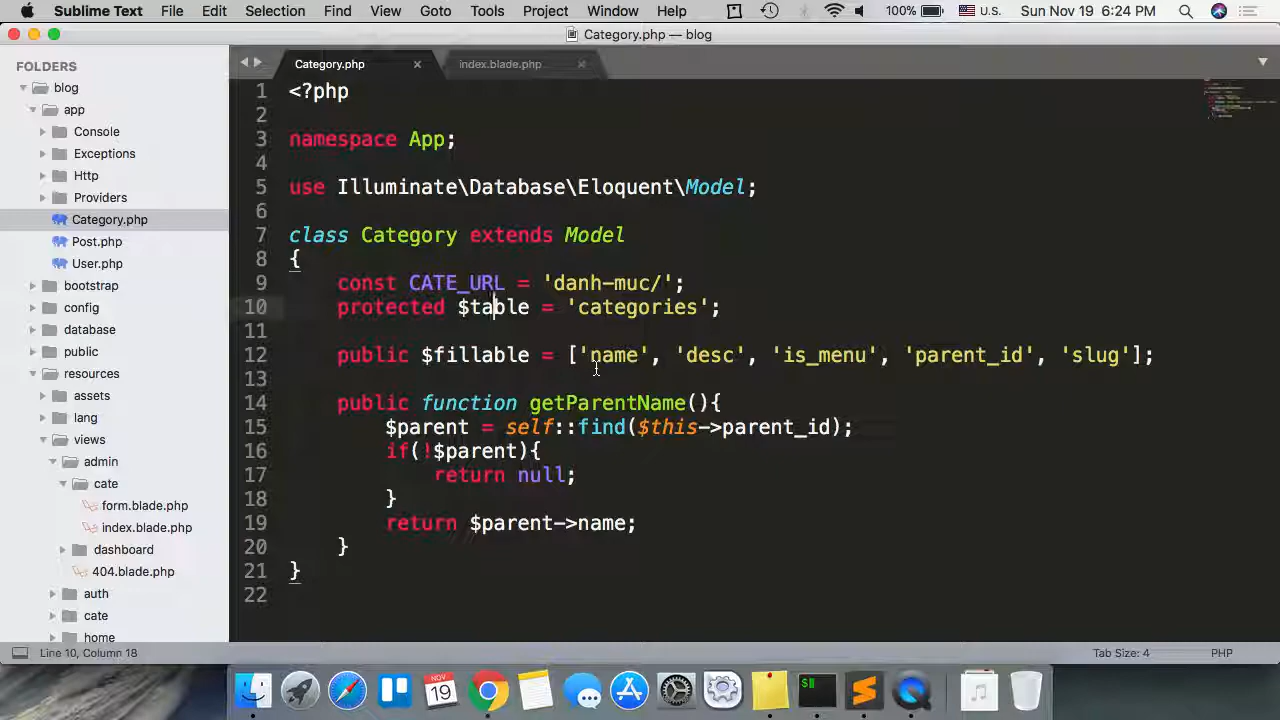 Sublime Text File Edit Selection Find View Goto Tools Project Window Help 100% U.S. Sun Nov 19 6:24 PM
Category.php — blog
FOLDERS
blog
app
Console
Exceptions
Http
Providers
Category.php
Post.php
User.php
bootstrap
config
database
public
resources
assets
lang
views
admin
cate
form.blade.php
index.blade.php
dashboard
404.blade.php
auth
cate
home
Category.php index.blade.php
1 <?php
2
3 namespace App;
4
5 use Illuminate\Database\Eloquent\Model;
6
7 class Category extends Model
8 {
9 const CATE_URL = 'danh-muc/';
10 protected $table = 'categories';
11
12 public $fillable = ['name', 'desc', 'is_menu', 'parent_id', 'slug'];
13
14 public function getParentName(){
15 $parent = self::find($this->parent_id);
16 if(!$parent){
17 return null;
18 }
19 return $parent->name;
20 }
21 }
22
Line 10, Column 18 Tab Size: 4 PHP
NOV
19
$